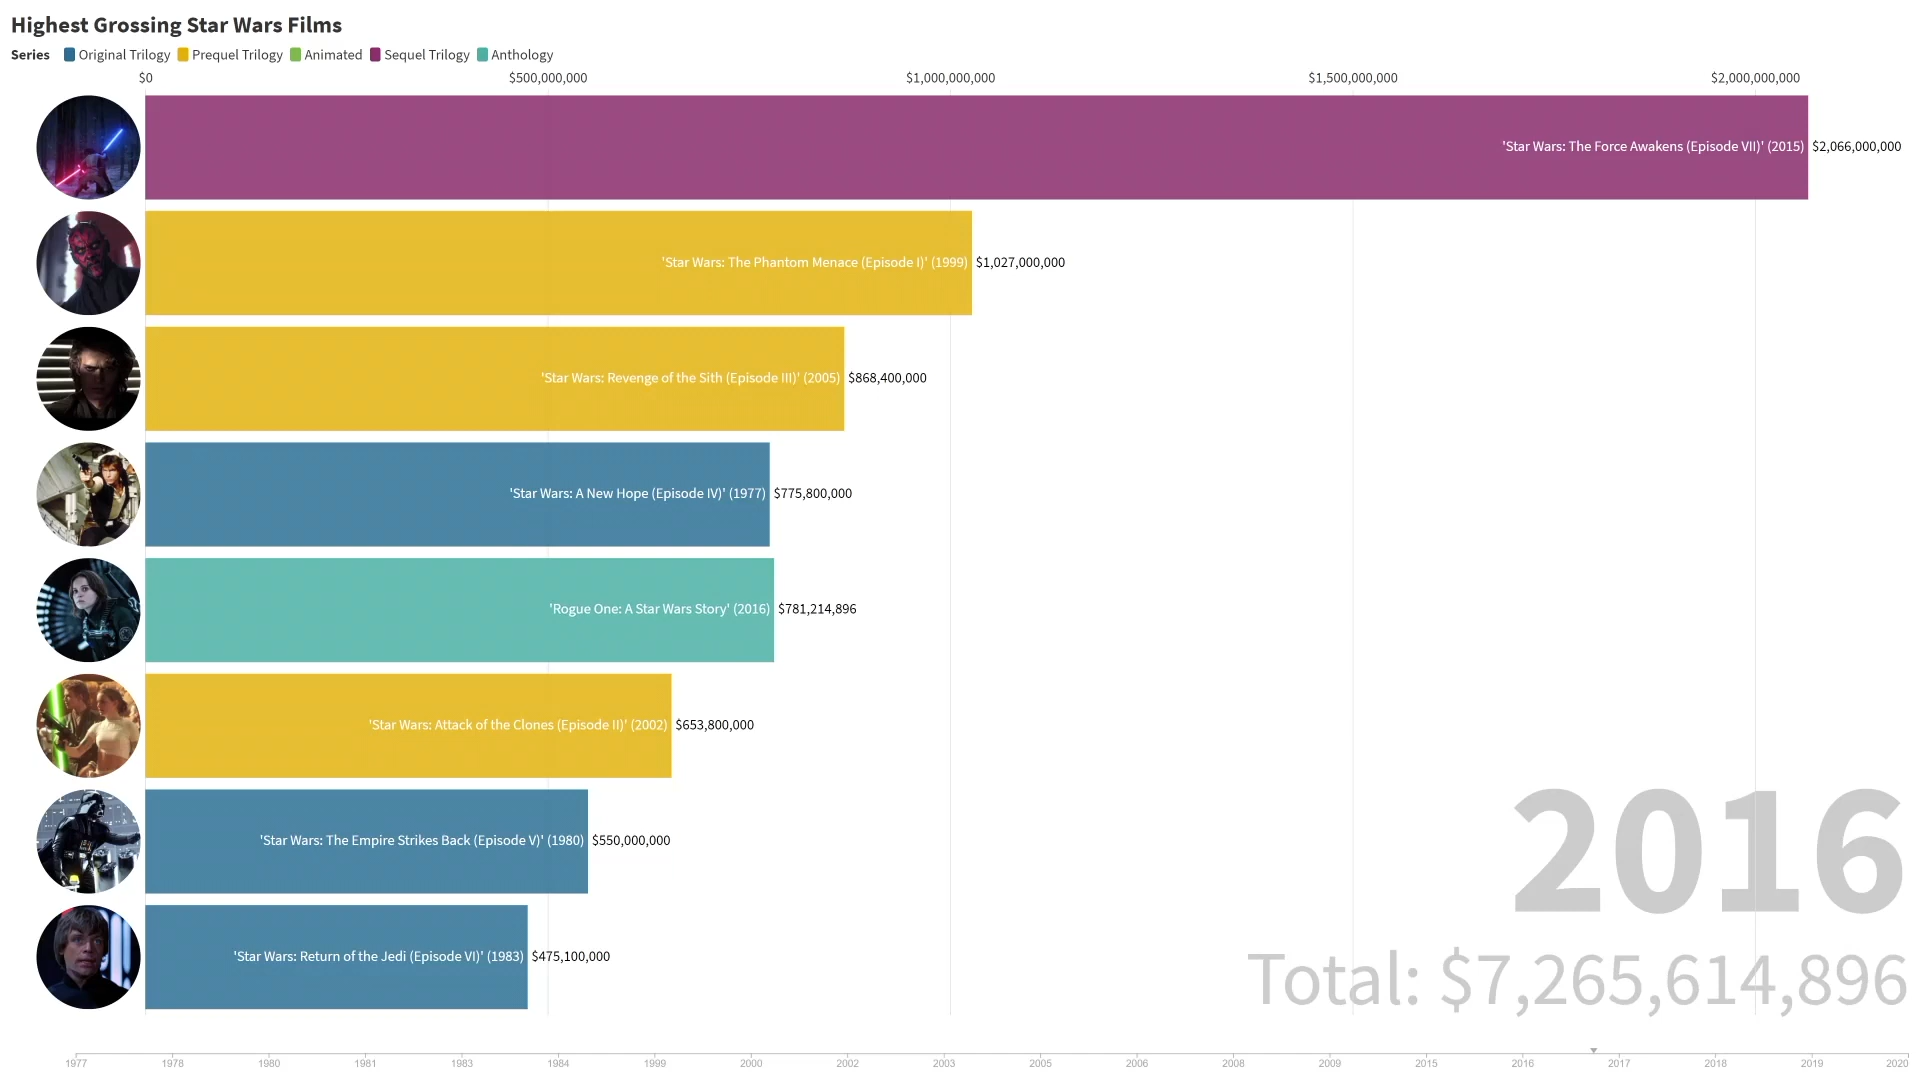 Highest Grossing Star Wars Films
Series Original Trilogy Prequel Trilogy Animated Sequel Trilogy Anthology
$0 $500,000,000 $1,000,000,000 $1,500,000,000 $2,000,000,000
'Star Wars: The Force Awakens (Episode VII)' (2015) $2,066,000,000
'Star Wars: The Phantom Menace (Episode I)' (1999) $1,027,000,000
'Star Wars: Revenge of the Sith (Episode III)' (2005) $868,400,000
'Star Wars: A New Hope (Episode IV)' (1977) $775,800,000
'Rogue One: A Star Wars Story' (2016) $781,214,896
'Star Wars: Attack of the Clones (Episode II)' (2002) $653,800,000
'Star Wars: The Empire Strikes Back (Episode V)' (1980) $550,000,000
'Star Wars: Return of the Jedi (Episode VI)' (1983) $475,100,000
2016
Total: $7,265,614,896
1977 1978 1980 1981 1983 1984 1999 2000 2002 2003 2005 2006 2008 2009 2015 2016 2017 2018 2019 2020